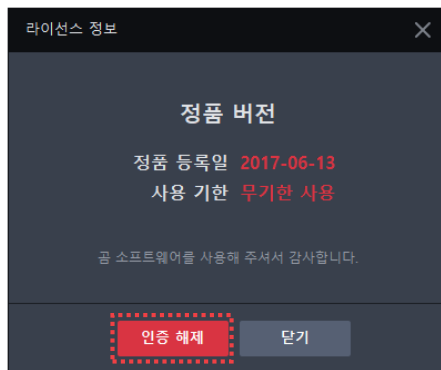 라이선스 정보
정품 버전
정품 등록일 2017-06-13
사용 기한 무기한 사용
곰 소프트웨어를 사용해 주셔서 감사합니다.
인증 해제 닫기